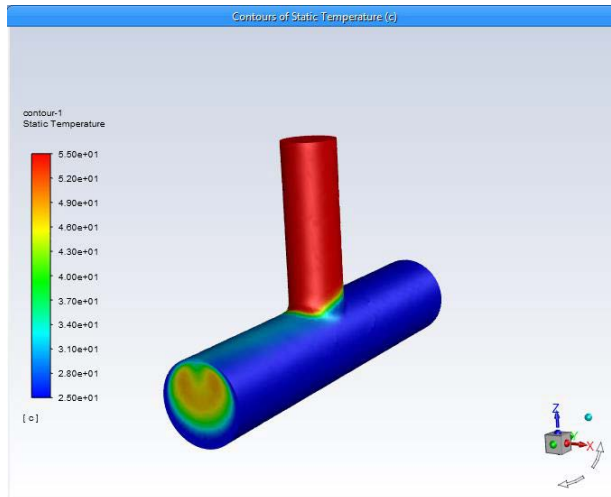 Contours of Static Temperature (c)
contour-1
Static Temperature
5.50e+01
5.20e+01
4.90e+01
4.60e+01
4.30e+01
4.00e+01
3.70e+01
3.40e+01
3.10e+01
2.80e+01
2.50e+01
[ c ]
Z
Y
X